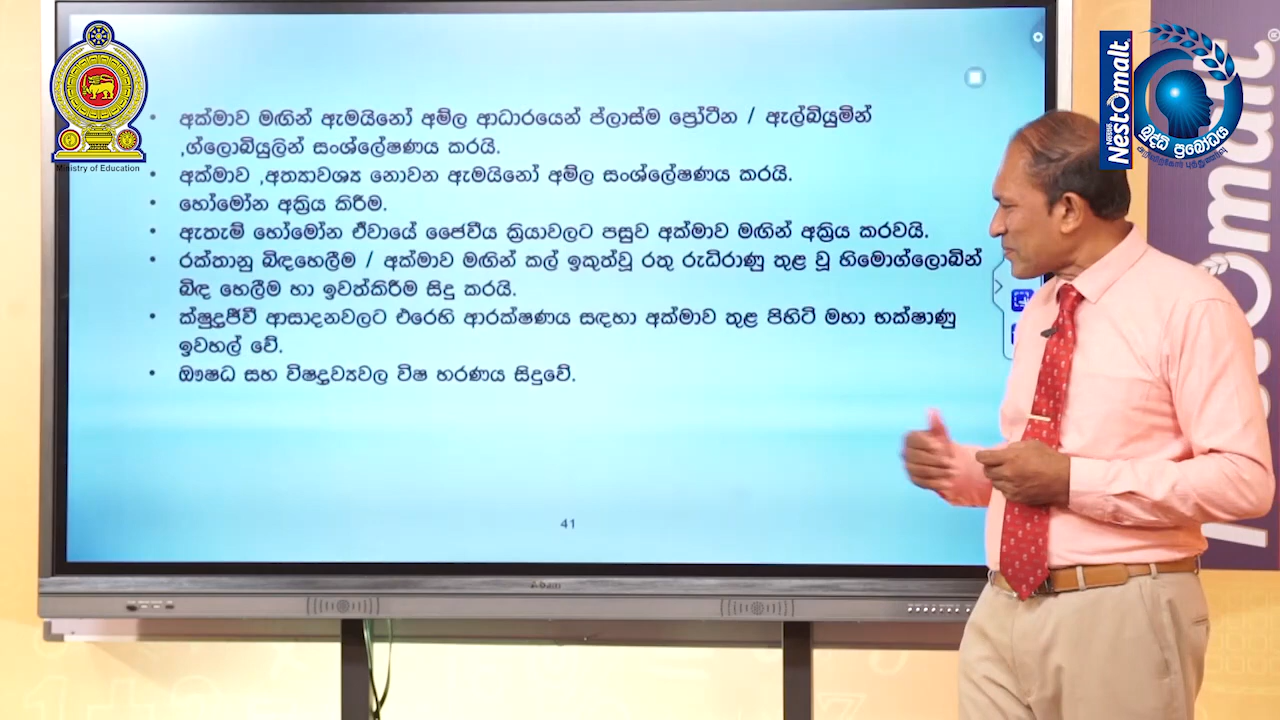 අක්මාව මඟින් ඇමයිනෝ අම්ල ආධාරයෙන් ප්ලාස්ම ප්‍රෝටීන / ඇල්බියුමින්
,ග්ලොබියුලින් සංශ්ලේෂණය කරයි.
අක්මාව ,අත්‍යාවශ්‍ය නොවන ඇමයිනෝ අම්ල සංශ්ලේෂණය කරයි.
හෝමෝන අක්‍රිය කිරීම.
ඇතැම් හෝමෝන ඒවායේ ජෛවීය ක්‍රියාවලට පසුව අක්මාව මඟින් අක්‍රිය කරවයි.
රක්තානු බිඳහෙලීම / අක්මාව මඟින් කල් ඉකුත්වූ රතු රුධිරාණු තුළ වූ හිමොග්ලොබින්
බිඳ හෙලීම හා ඉවත්කිරීම සිදු කරයි.
ක්ෂුද්‍රජීවී ආසාදනවලට එරෙහි ආරක්ෂණය සඳහා අක්මාව තුළ පිහිටි මහා භක්ෂාණු
ඉවහල් වේ.
ඖෂධ සහ විෂද්‍රව්‍යවල විෂ හරණය සිදුවේ.
41
Ministry of Education
NESTLÉ
Nestomalt
බුද්ධි ප්‍රබෝධය